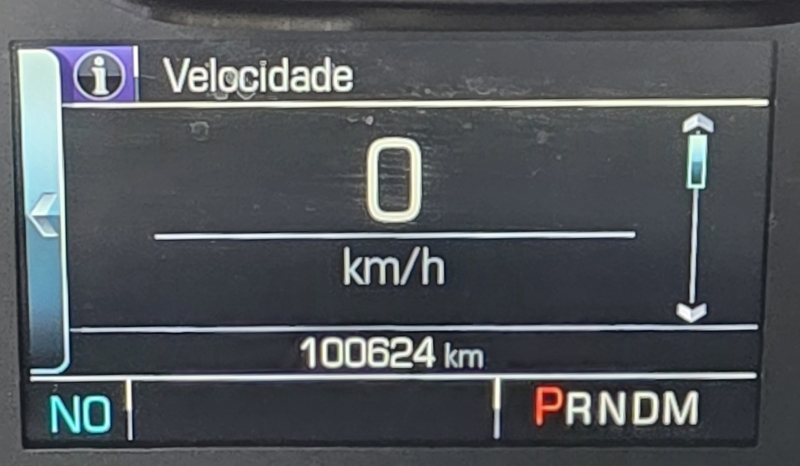 i Velocidade
0
km/h
100624 km
NO PRNDM